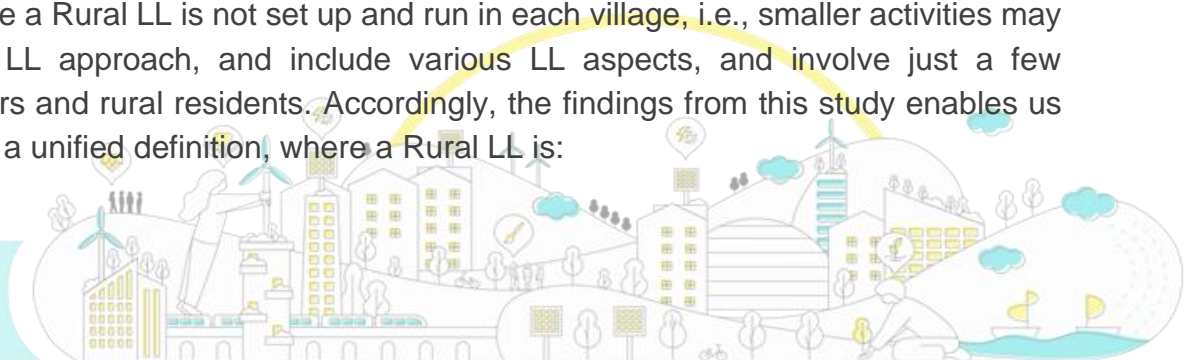 e a Rural LL is not set up and run in each village, i.e., smaller activities may
LL approach, and include various LL aspects, and involve just a few
rs and rural residents. Accordingly, the findings from this study enables us
a unified definition, where a Rural LL is: